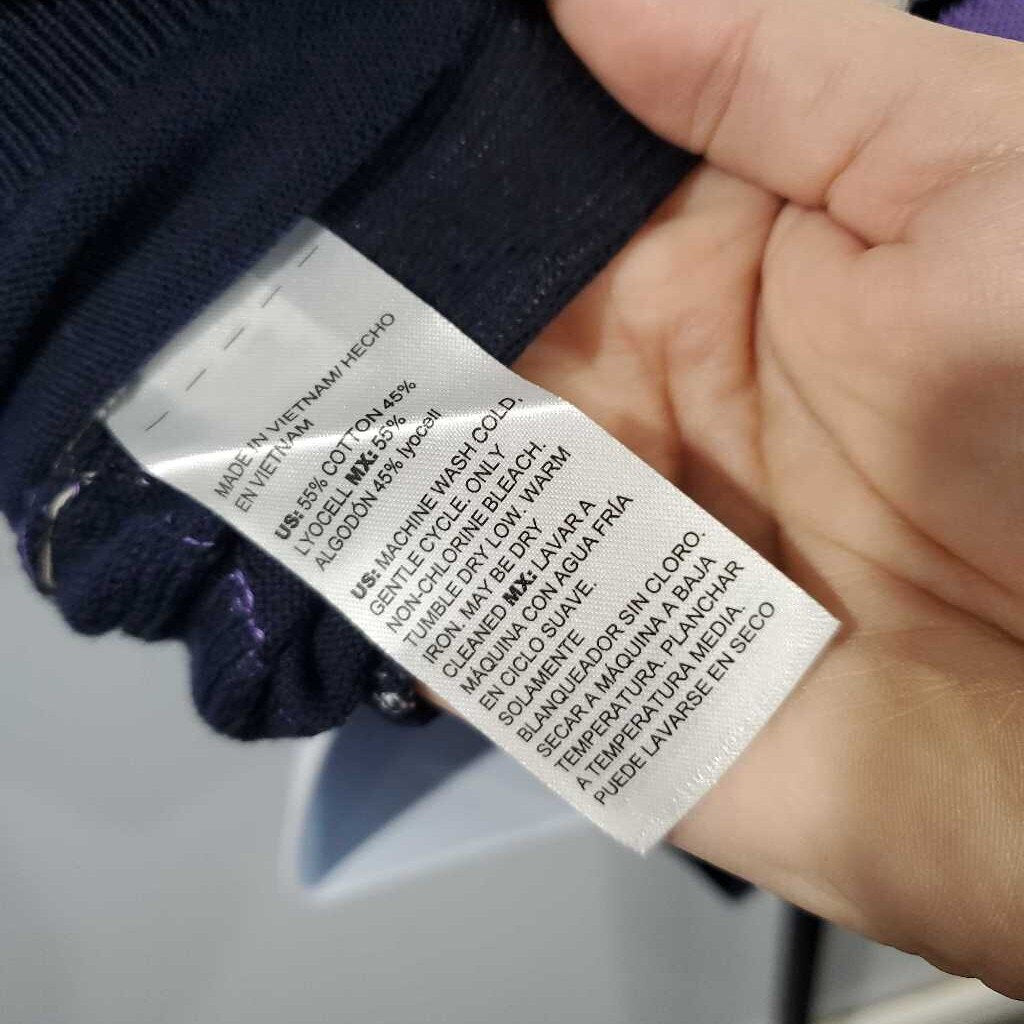 MADE IN VIETNAM/ HECHO
EN VIETNAM
US: 55% COTTON 45%
LYOCELL MX: 55%
ALGODÓN 45% lyocell
US: MACHINE WASH COLD.
GENTLE CYCLE. ONLY
NON-CHLORINE BLEACH.
TUMBLE DRY LOW. WARM
IRON .MAY BE DRY
CLEANED MX: LAVAR A
MÁQUINA CON AGUA FRÍA
EN CICLO SUAVE.
SOLAMENTE
BLANQUEADOR SIN CLORO.
SECAR A MÁQUINA A BAJA
TEMPERATURA. PLANCHAR
A TEMPERATURA MEDIA.
PUEDE LAVARSE EN SECO